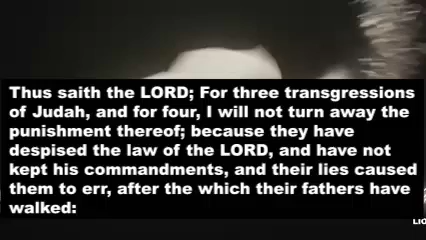 Thus saith the LORD; For three transgressions
of Judah, and for four, I will not turn away the
punishment thereof; because they have
despised the law of the LORD, and have not
kept his commandments, and their lies caused
them to err, after the which their fathers have
walked: